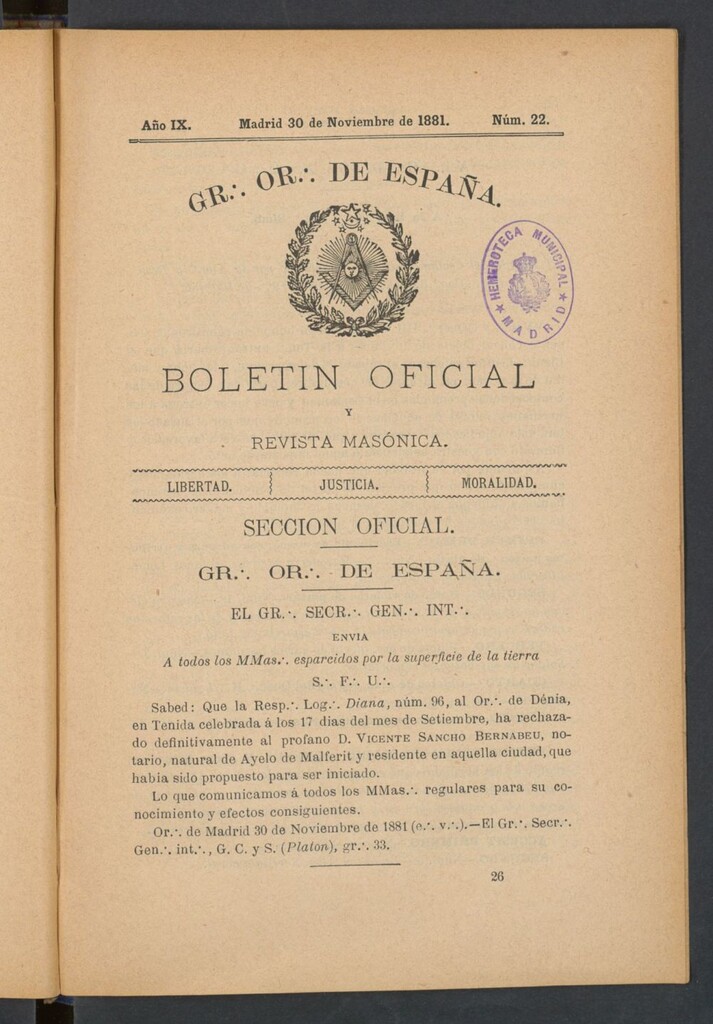 Año IX. Madrid 30 de Noviembre de 1881. Núm. 22.
GR.·. OR.·. DE ESPAÑA.
HEMEROTECA MUNICIPAL
★ MADRID ★
BOLETIN OFICIAL
Y
REVISTA MASÓNICA.
LIBERTAD. JUSTICIA. MORALIDAD.
SECCION OFICIAL.
GR.·. OR.·. DE ESPAÑA.
EL GR.·. SECR.·. GEN.·. INT.·.
ENVIA
A todos los MMas.·. esparcidos por la superficie de la tierra
S.·. F.·. U.·.
Sabed: Que la Resp.·. Log.·. Diana, núm. 96, al Or.·. de Dénia,
en Tenida celebrada á los 17 dias del mes de Setiembre, ha rechaza-
do definitivamente al profano D. VICENTE SANCHO BERNABEU, no-
tario, natural de Ayelo de Malferit y residente en aquella ciudad, que
habia sido propuesto para ser iniciado.
Lo que comunicamos á todos los MMas.·. regulares para su co-
nocimiento y efectos consiguientes.
Or.·. de Madrid 30 de Noviembre de 1881 (e.·. v.·.).—El Gr.·. Secr.·.
Gen.·. int.·., G. C. y S. (Platon), gr.·. 33.
26